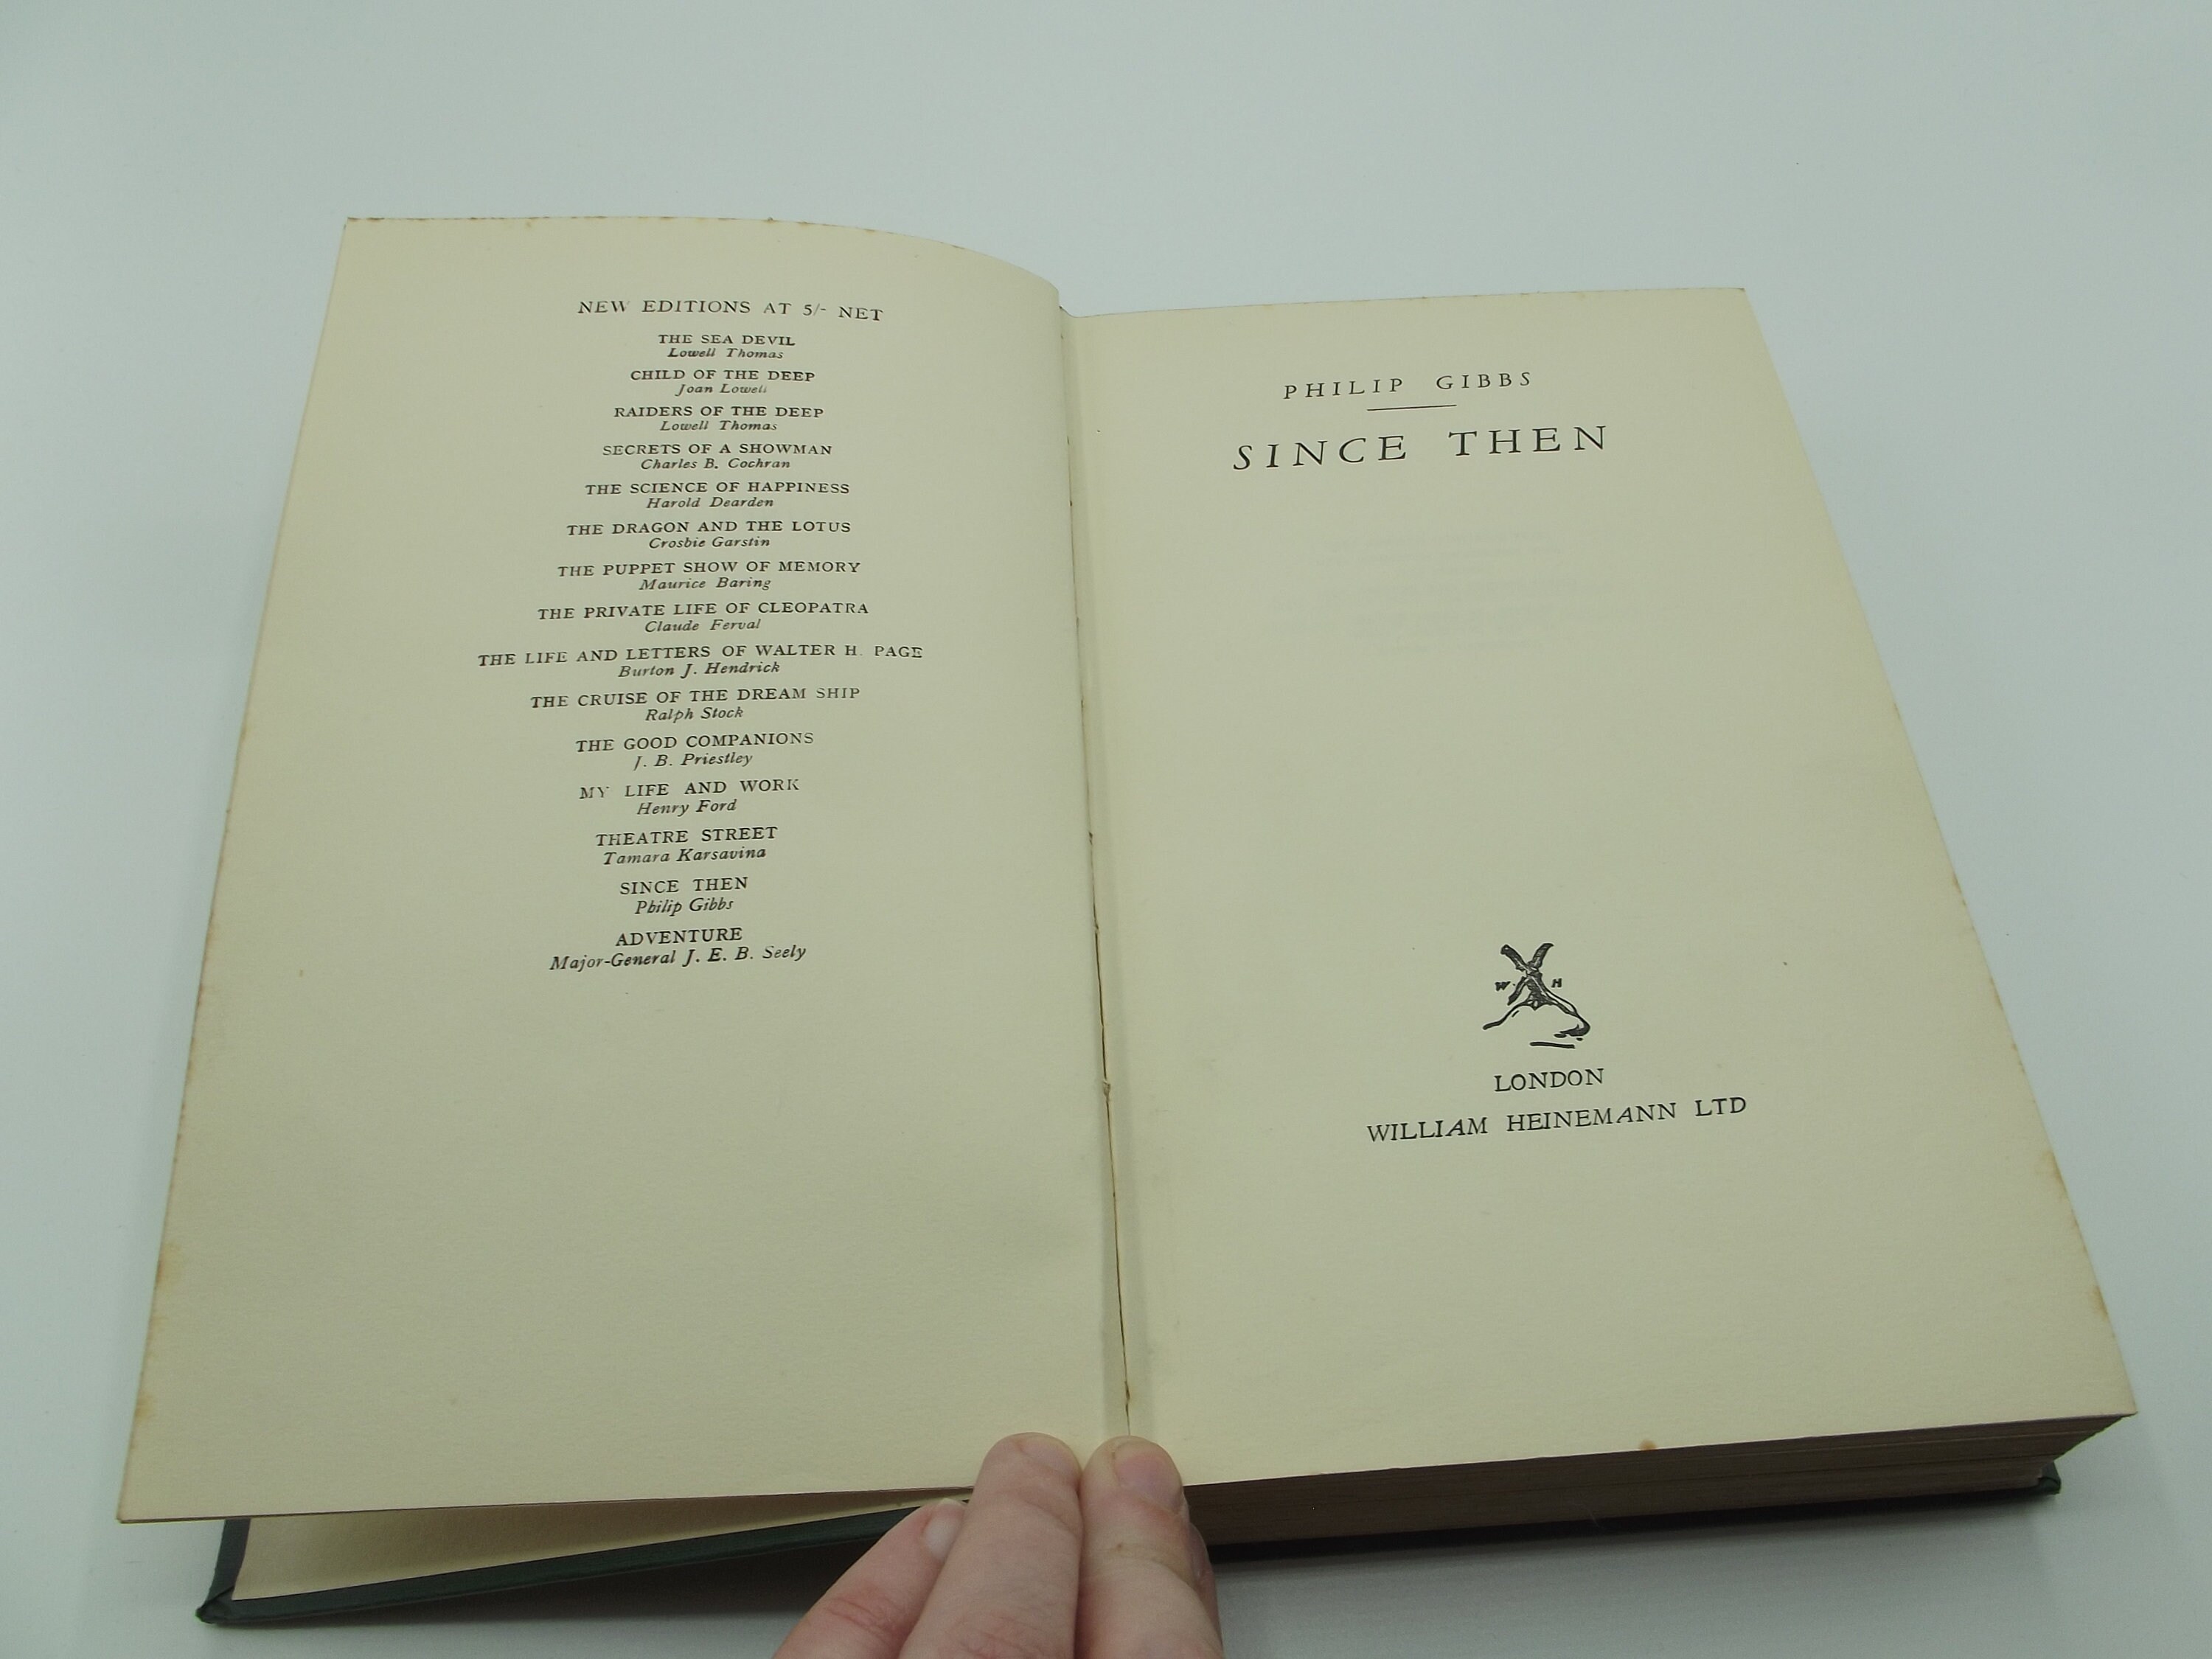 NEW EDITIONS AT 5/- NET
THE SEA DEVIL
Lowell Thomas
CHILD OF THE DEEP
Joan Lowell
RAIDERS OF THE DEEP
Lowell Thomas
SECRETS OF A SHOWMAN
Charles B. Cochran
THE SCIENCE OF HAPPINESS
Harold Dearden
THE DRAGON AND THE LOTUS
Crosbie Garstin
THE PUPPET SHOW OF MEMORY
Maurice Baring
THE PRIVATE LIFE OF CLEOPATRA
Claude Ferval
THE LIFE AND LETTERS OF WALTER H. PAGE
Burton J. Hendrick
THE CRUISE OF THE DREAM SHIP
Ralph Stock
THE GOOD COMPANIONS
J. B. Priestley
MY LIFE AND WORK
Henry Ford
THEATRE STREET
Tamara Karsavina
SINCE THEN
Philip Gibbs
ADVENTURE
Major-General J. E. B. Seely
PHILIP GIBBS
SINCE THEN
W H
LONDON
WILLIAM HEINEMANN LTD